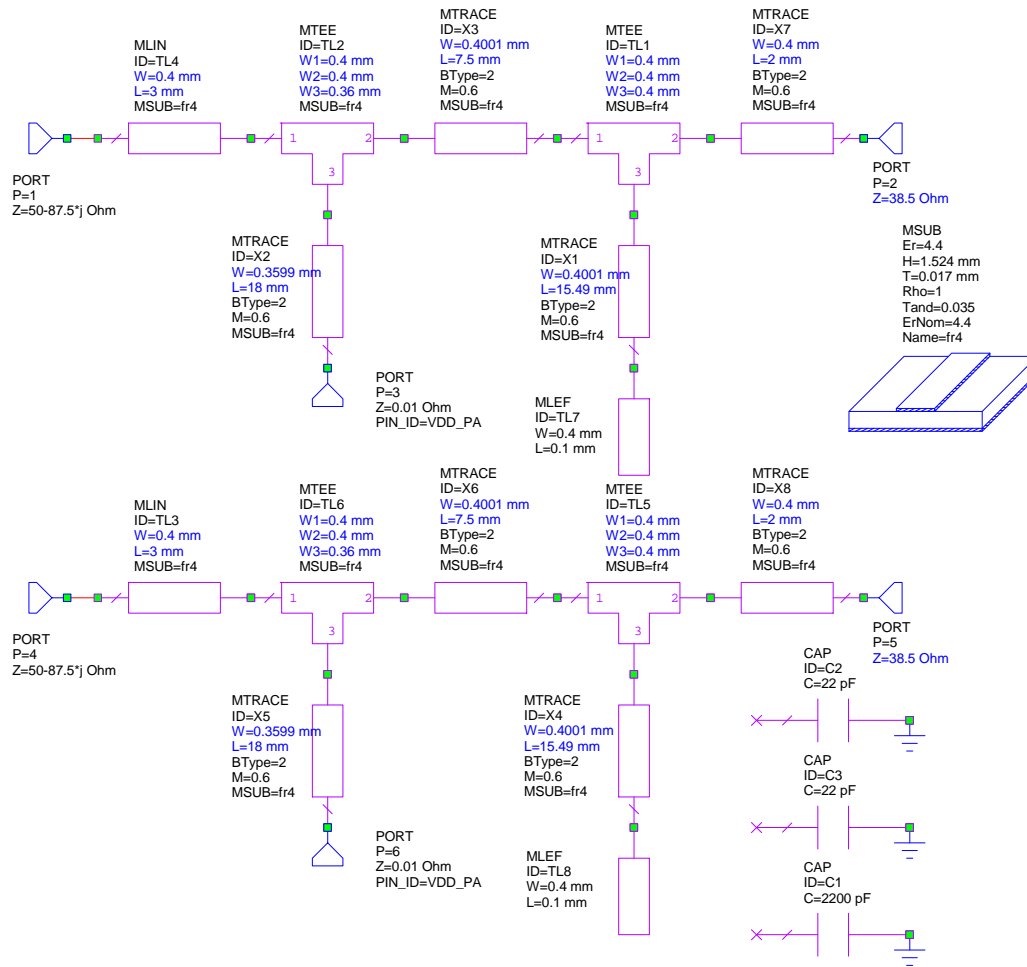 MLIN
ID=TL4
W=0.4 mm
L=3 mm
MSUB=fr4
MTEE
ID=TL2
W1=0.4 mm
W2=0.4 mm
W3=0.36 mm
MSUB=fr4
MTRACE
ID=X3
W=0.4001 mm
L=7.5 mm
BType=2
M=0.6
MSUB=fr4
MTEE
ID=TL1
W1=0.4 mm
W2=0.4 mm
W3=0.4 mm
MSUB=fr4
MTRACE
ID=X7
W=0.4 mm
L=2 mm
BType=2
M=0.6
MSUB=fr4
1
2
3
1
2
3
PORT
P=1
Z=50-87.5*j Ohm
PORT
P=2
Z=38.5 Ohm
MTRACE
ID=X2
W=0.3599 mm
L=18 mm
BType=2
M=0.6
MSUB=fr4
MTRACE
ID=X1
W=0.4001 mm
L=15.49 mm
BType=2
M=0.6
MSUB=fr4
MSUB
Er=4.4
H=1.524 mm
T=0.017 mm
Rho=1
Tand=0.035
ErNom=4.4
Name=fr4
PORT
P=3
Z=0.01 Ohm
PIN_ID=VDD_PA
MLEF
ID=TL7
W=0.4 mm
L=0.1 mm
MLIN
ID=TL3
W=0.4 mm
L=3 mm
MSUB=fr4
MTEE
ID=TL6
W1=0.4 mm
W2=0.4 mm
W3=0.36 mm
MSUB=fr4
MTRACE
ID=X6
W=0.4001 mm
L=7.5 mm
BType=2
M=0.6
MSUB=fr4
MTEE
ID=TL5
W1=0.4 mm
W2=0.4 mm
W3=0.4 mm
MSUB=fr4
MTRACE
ID=X8
W=0.4 mm
L=2 mm
BType=2
M=0.6
MSUB=fr4
1
2
3
1
2
3
PORT
P=4
Z=50-87.5*j Ohm
PORT
P=5
Z=38.5 Ohm
MTRACE
ID=X5
W=0.3599 mm
L=18 mm
BType=2
M=0.6
MSUB=fr4
MTRACE
ID=X4
W=0.4001 mm
L=15.49 mm
BType=2
M=0.6
MSUB=fr4
CAP
ID=C2
C=22 pF
CAP
ID=C3
C=22 pF
PORT
P=6
Z=0.01 Ohm
PIN_ID=VDD_PA
MLEF
ID=TL8
W=0.4 mm
L=0.1 mm
CAP
ID=C1
C=2200 pF